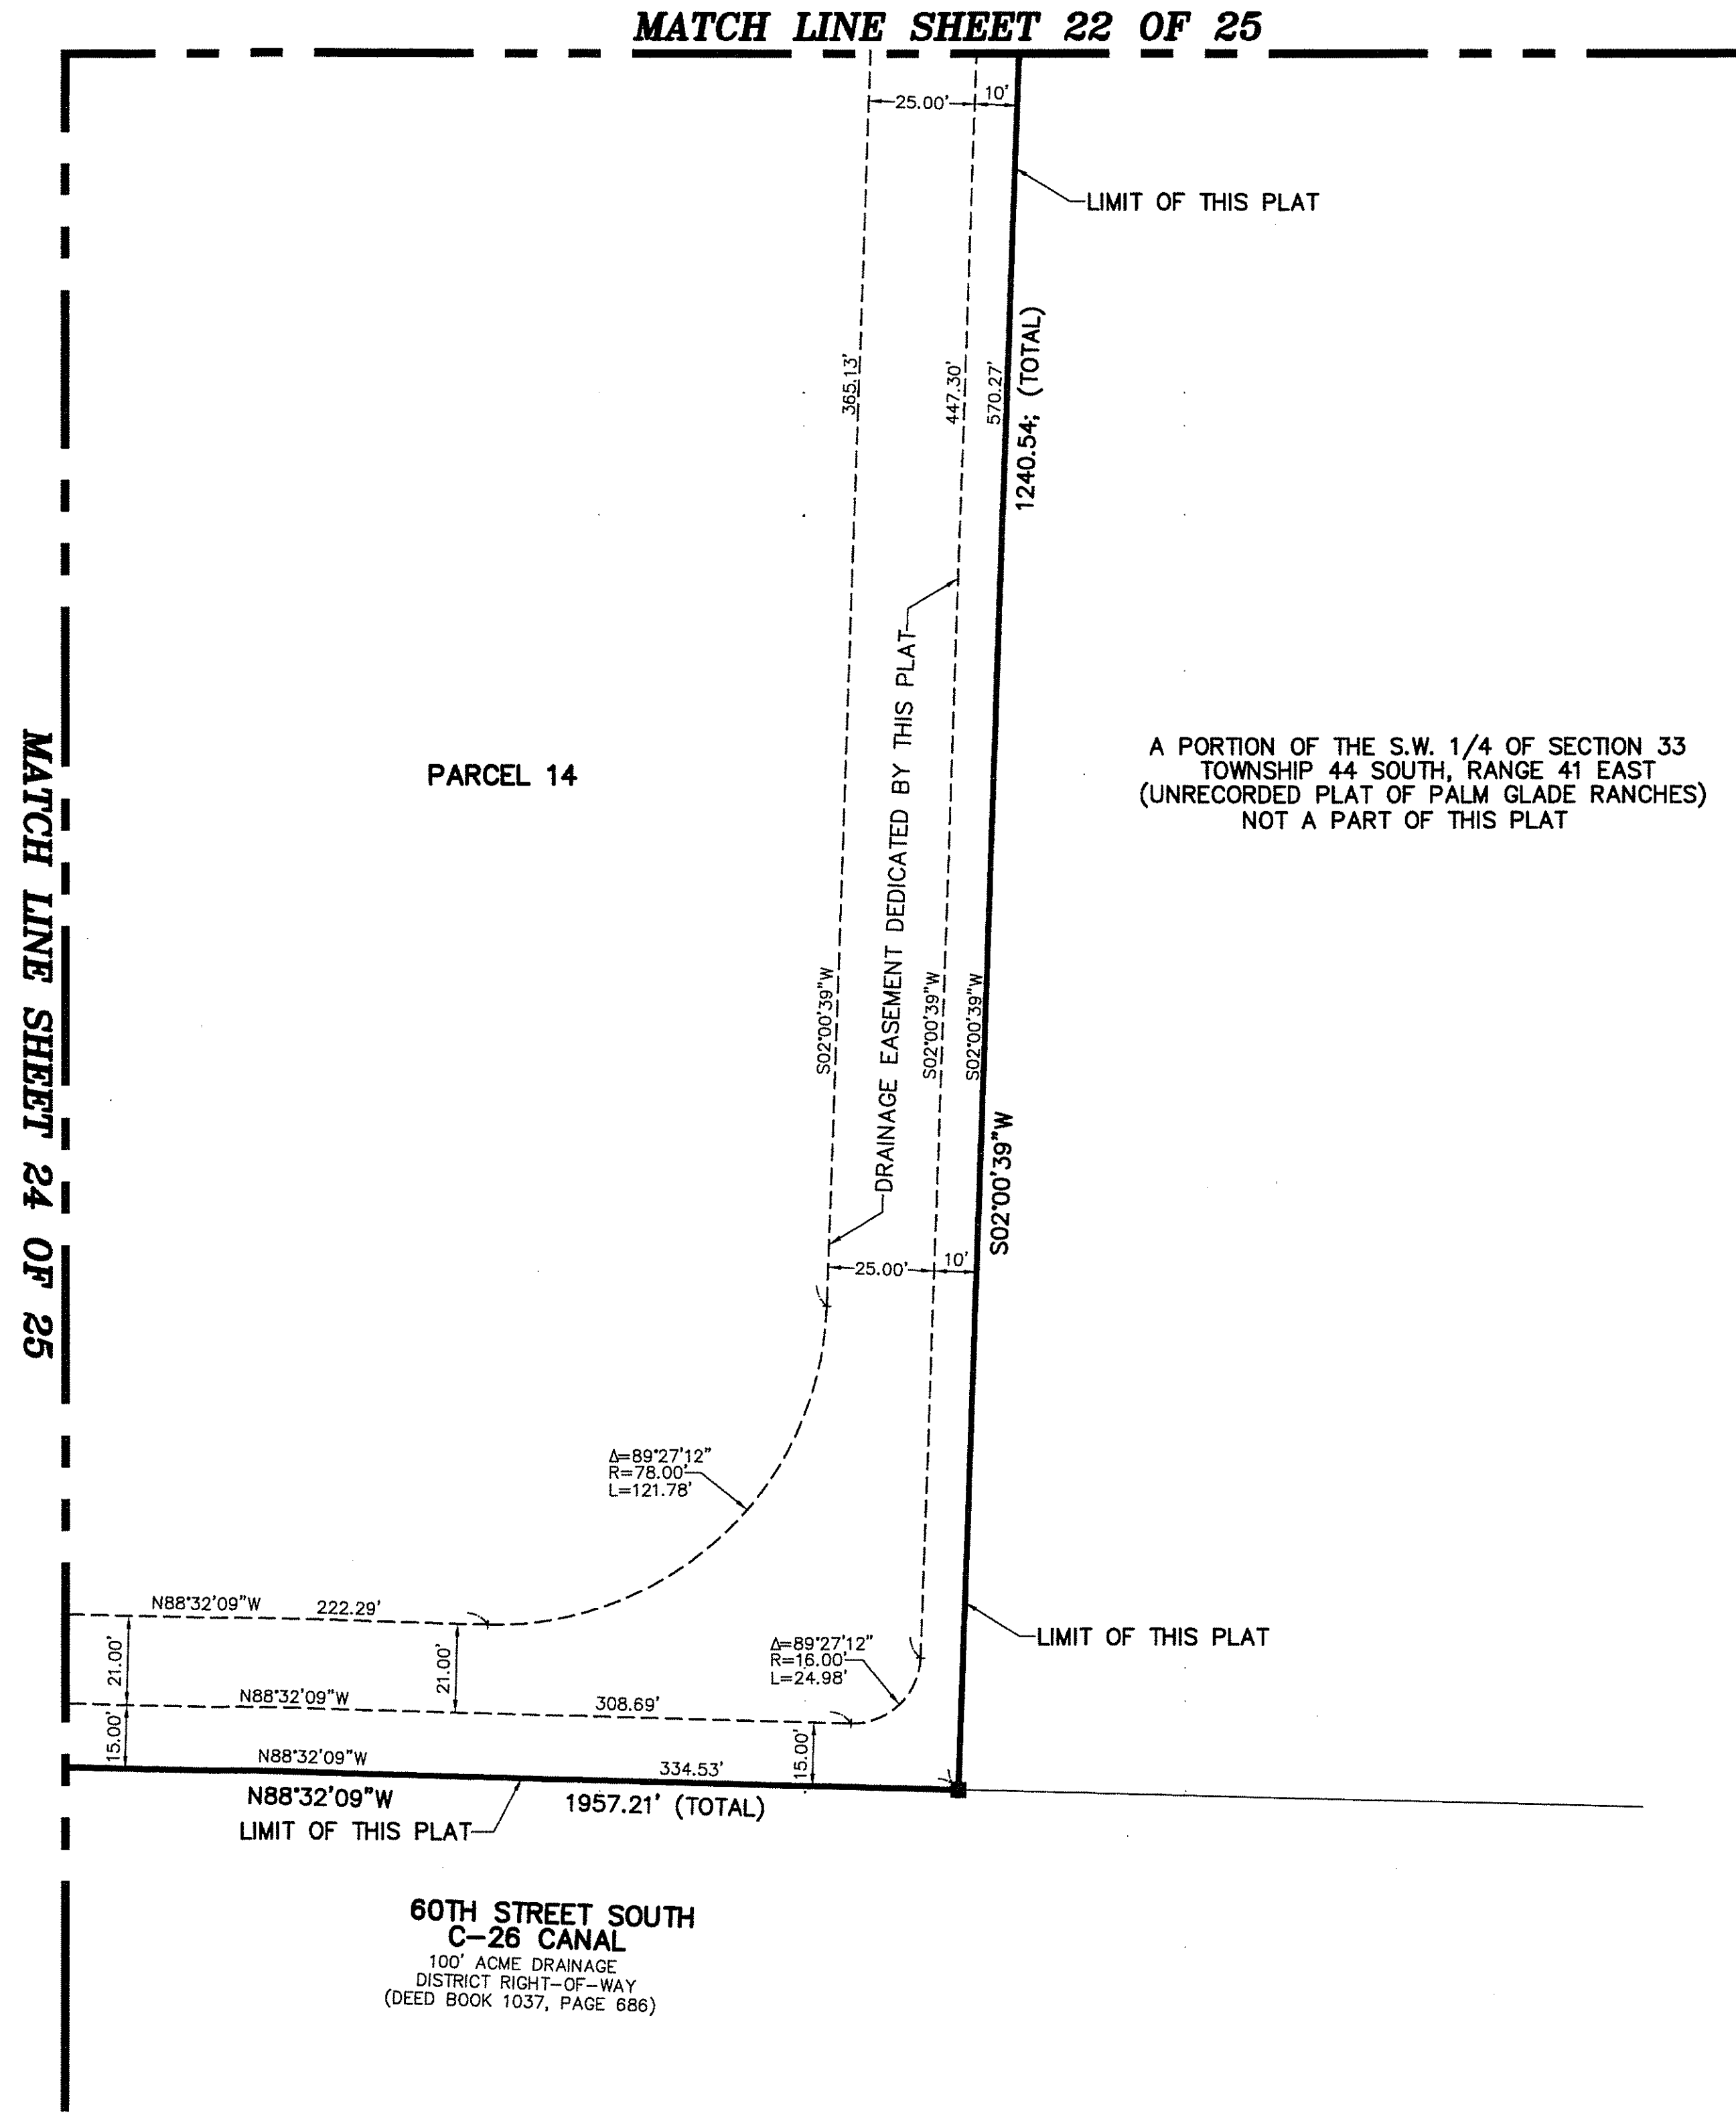 MATCH LINE SHEET 22 OF 25
25.00'
10'
LIMIT OF THIS PLAT
365.13'
447.30'
570.27'
1240.54; (TOTAL)
MATCH LINE SHEET 24 OF 25
PARCEL 14
DRAINAGE EASEMENT DEDICATED BY THIS PLAT
A PORTION OF THE S.W. 1/4 OF SECTION 33
TOWNSHIP 44 SOUTH, RANGE 41 EAST
(UNRECORDED PLAT OF PALM GLADE RANCHES)
NOT A PART OF THIS PLAT
S02°00'39"W
S02°00'39"W
S02°00'39"W
S02°00'39"W
25.00'
10'
Δ=89°27'12"
R=78.00'
L=121.78'
N88°32'09"W
222.29'
21.00'
21.00'
Δ=89°27'12"
R=16.00'
L=24.98'
LIMIT OF THIS PLAT
N88°32'09"W
308.69'
15.00'
15.00'
N88°32'09"W
334.53'
N88°32'09"W
1957.21' (TOTAL)
LIMIT OF THIS PLAT
60TH STREET SOUTH
C-26 CANAL
100' ACME DRAINAGE
DISTRICT RIGHT-OF-WAY
(DEED BOOK 1037, PAGE 686)